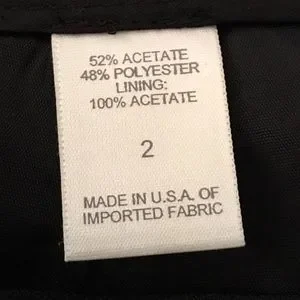 52% ACETATE
48% POLYESTER
LINING:
100% ACETATE
2
MADE IN U.S.A. OF
IMPORTED FABRIC